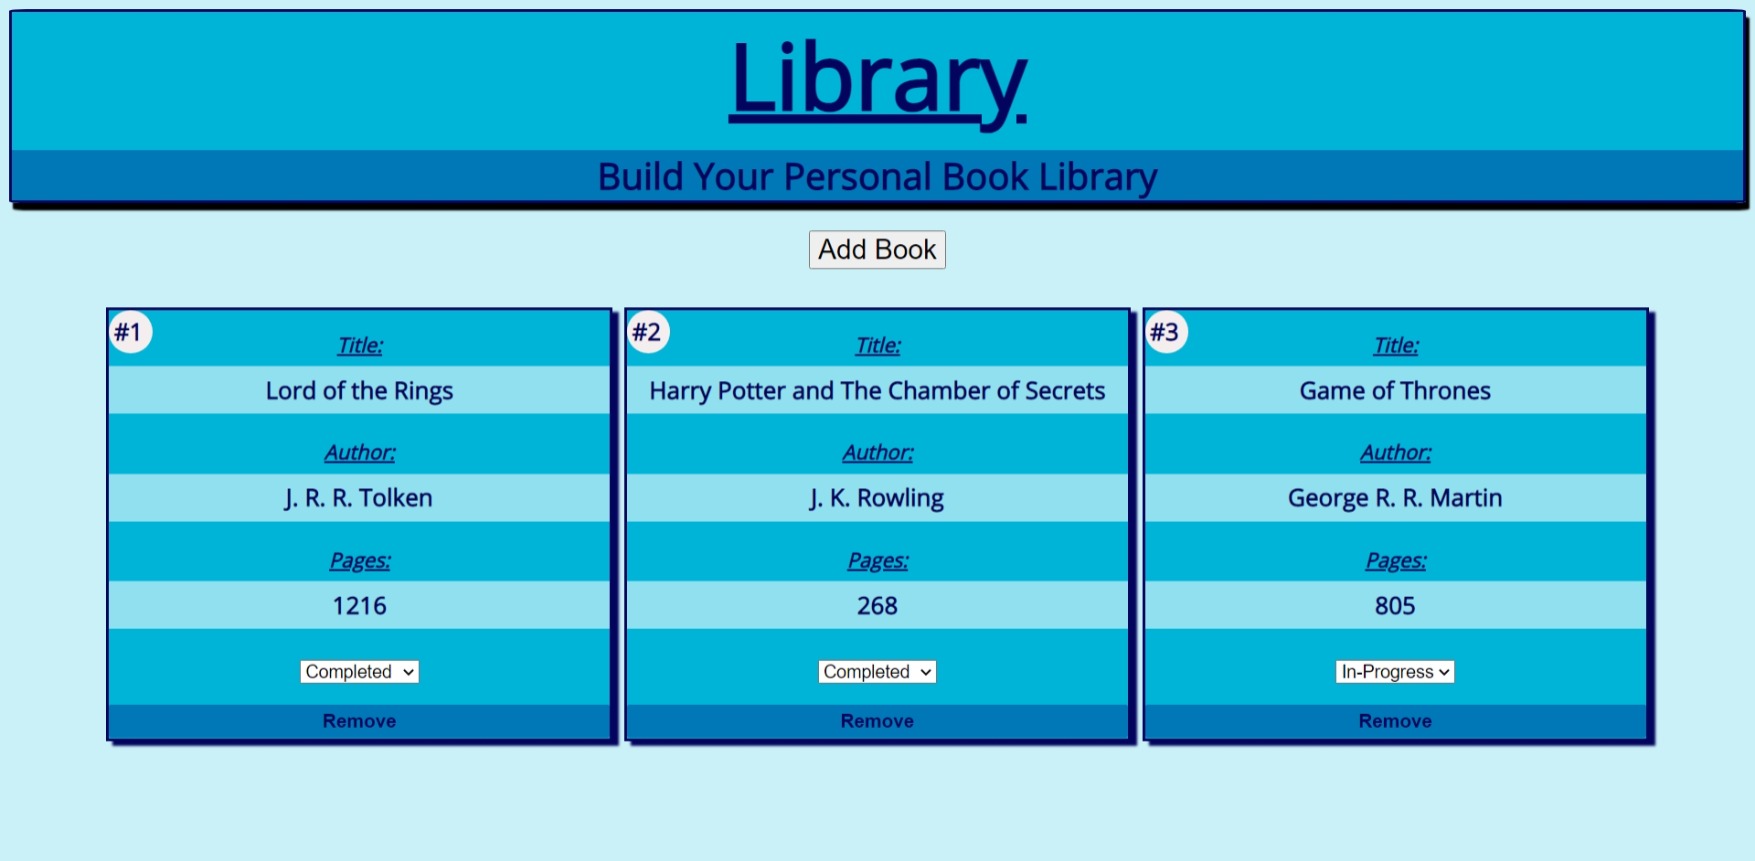 Library
Build Your Personal Book Library
Add Book
#1
Title:
Lord of the Rings
Author:
J. R. R. Tolken
Pages:
1216
Completed
Remove
#2
Title:
Harry Potter and The Chamber of Secrets
Author:
J. K. Rowling
Pages:
268
Completed
Remove
#3
Title:
Game of Thrones
Author:
George R. R. Martin
Pages:
805
In-Progress
Remove